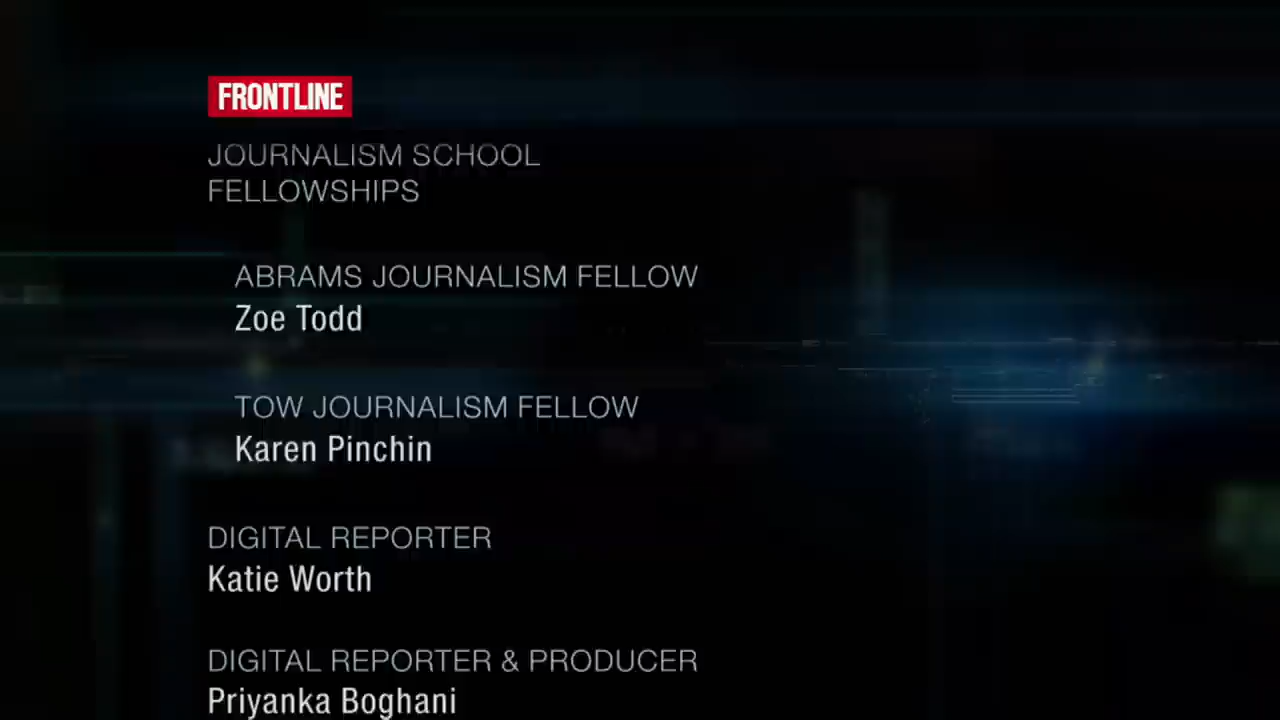 FRONTLINE
JOURNALISM SCHOOL
FELLOWSHIPS
ABRAMS JOURNALISM FELLOW
Zoe Todd
TOW JOURNALISM FELLOW
Karen Pinchin
DIGITAL REPORTER
Katie Worth
DIGITAL REPORTER & PRODUCER
Priyanka Boghani